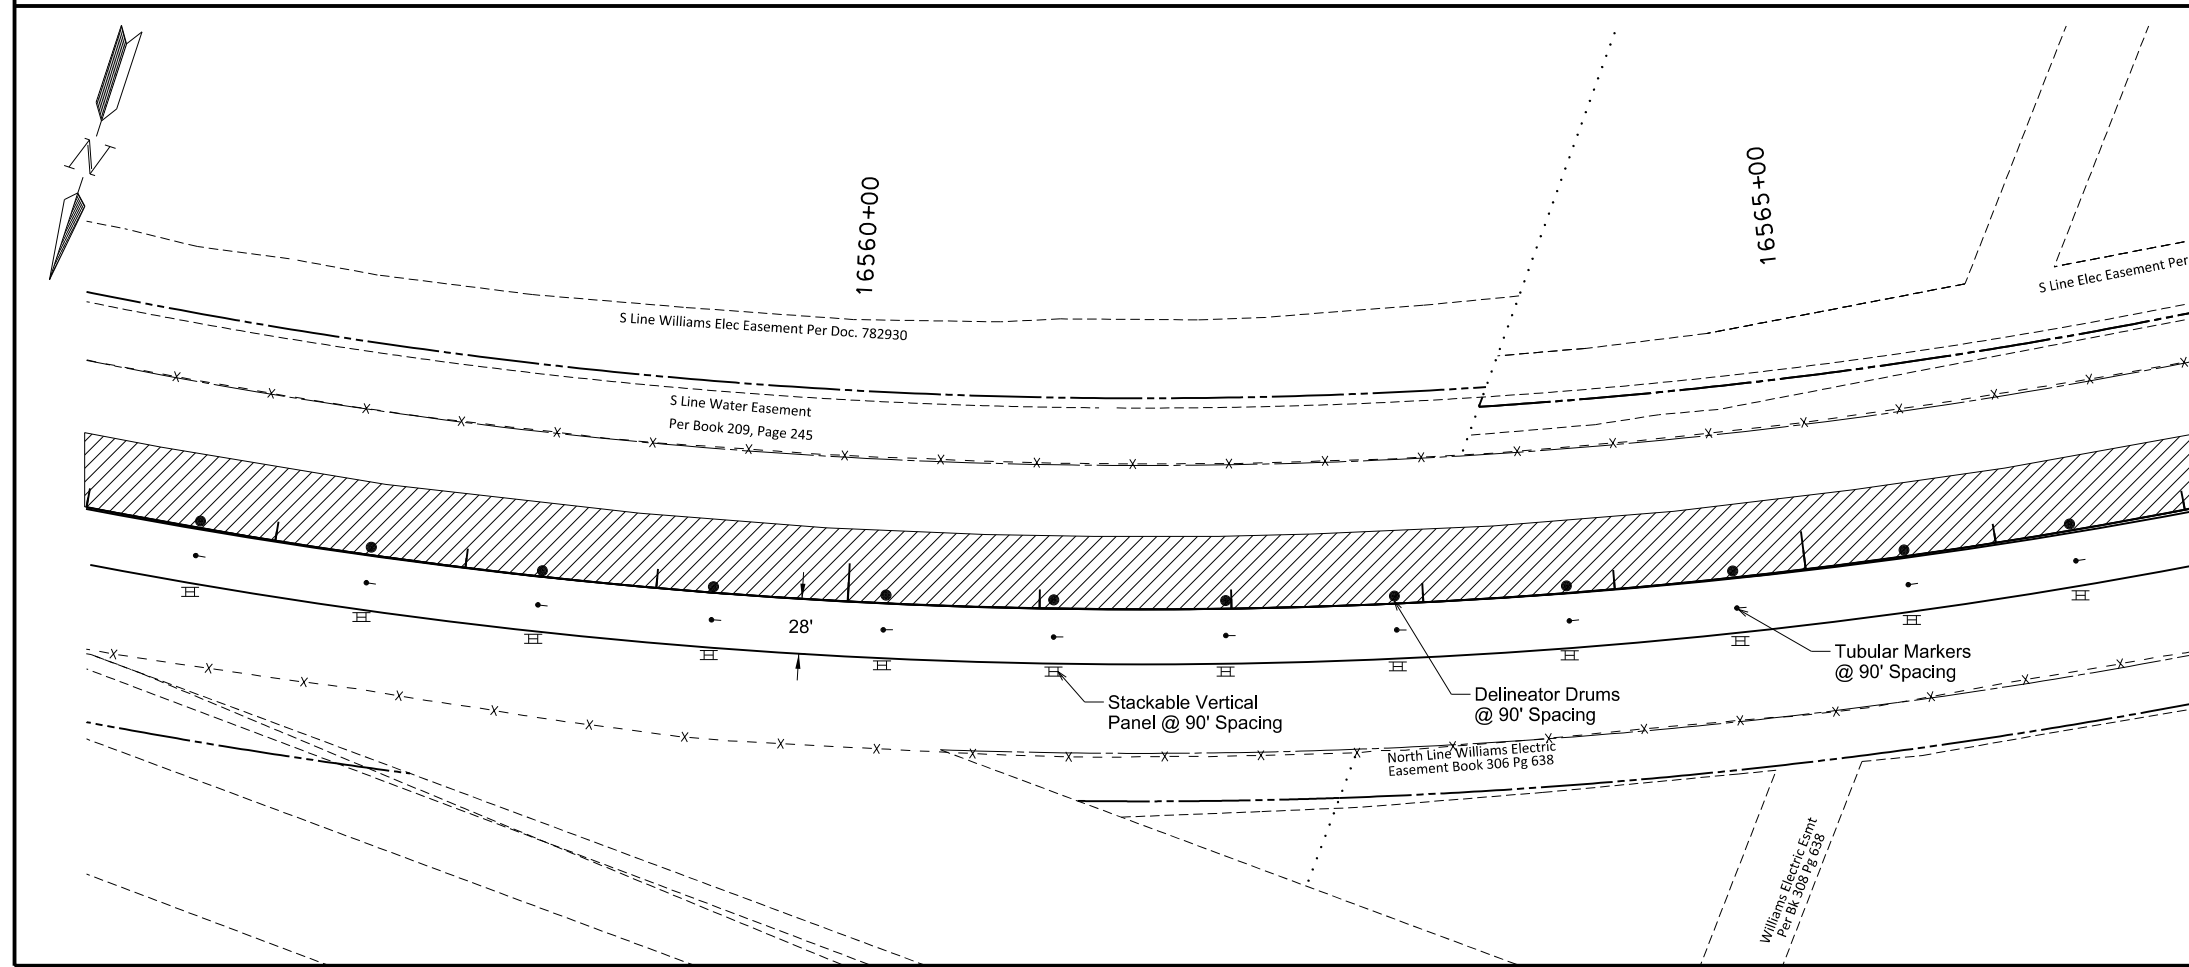 N
16560+00
16565+00
S Line Elec Easement Per
S Line Williams Elec Easement Per Doc. 782930
S Line Water Easement
Per Book 209, Page 245
28'
Tubular Markers
@ 90' Spacing
Stackable Vertical
Panel @ 90' Spacing
Delineator Drums
@ 90' Spacing
North Line Williams Electric
Easement Book 306 Pg 638
Williams Electric Esmt
Per Bk 308 Pg 638